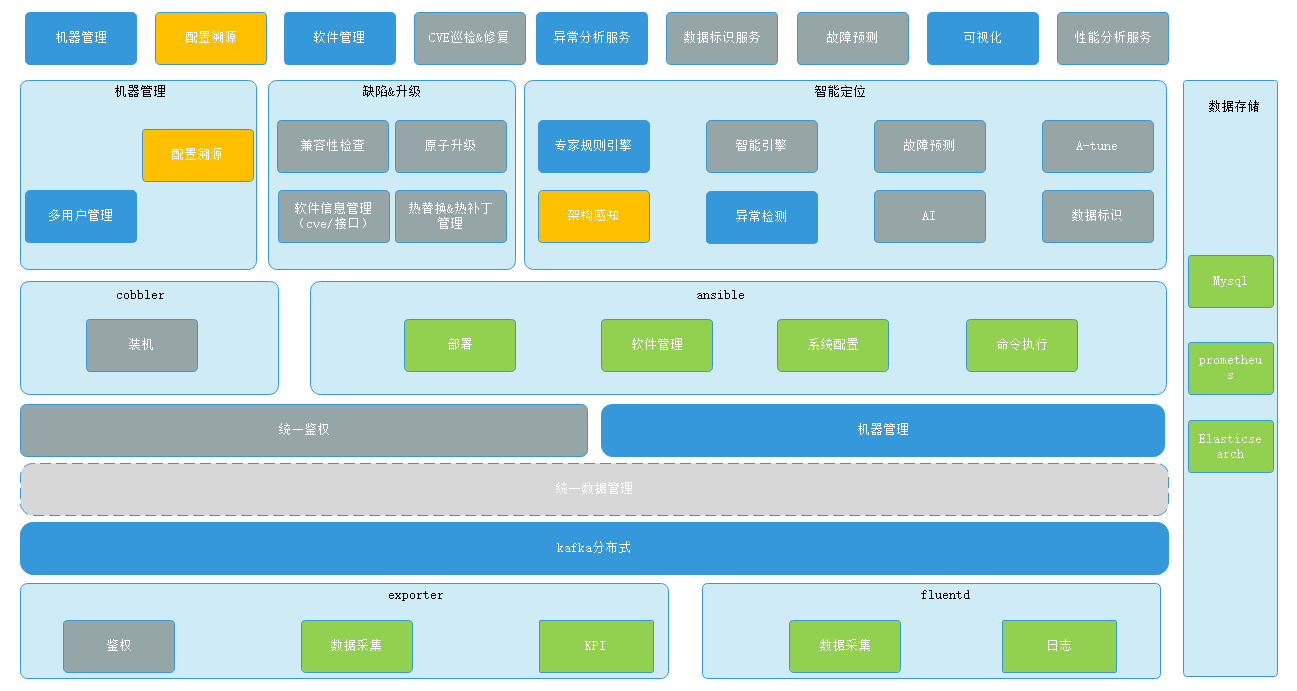 机器管理
配置溯源
软件管理
CVE巡检&修复
异常分析服务
数据标识服务
故障预测
可视化
性能分析服务
机器管理
配置溯源
多用户管理
缺陷&升级
兼容性检查
原子升级
软件信息管理
（cve/接口）
热替换&热补丁
管理
智能定位
专家规则引擎
智能引擎
故障预测
A-tune
架构感知
异常检测
AI
数据标识
数据存储
Mysql
prometheu
s
Elasticse
arch
cobbler
装机
ansible
部署
软件管理
系统配置
命令执行
统一鉴权
机器管理
统一数据管理
kafka分布式
exporter
鉴权
数据采集
KPI
fluentd
数据采集
日志